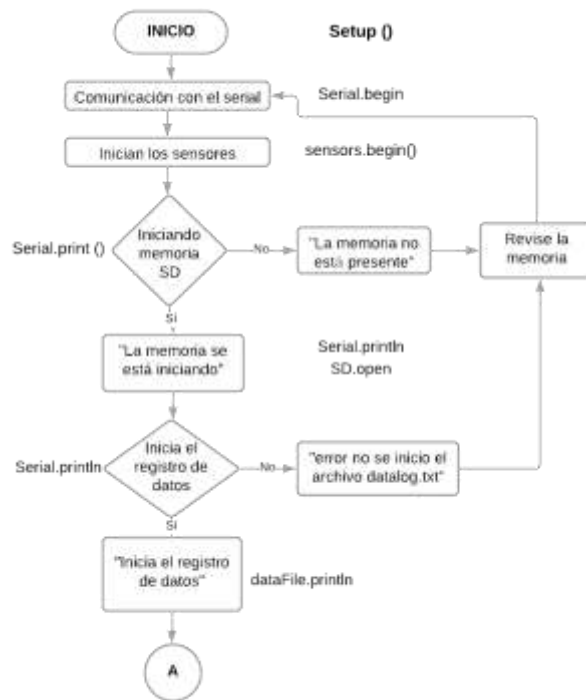 INICIO
Setup ()
Comunicación con el serial
Serial.begin
Inician los sensores
sensors.begin()
Serial.print ()
Iniciando
memoria
SD
No
"La memoria no
está presente"
Revise la
memoria
Si
"La memoria se
está iniciando"
Serial.println
SD.open
Serial.println
Inicia el
registro de
datos
No
"error no se inicio el
archivo datalog.txt"
Si
"Inicia el registro
de datos"
dataFile.println
A